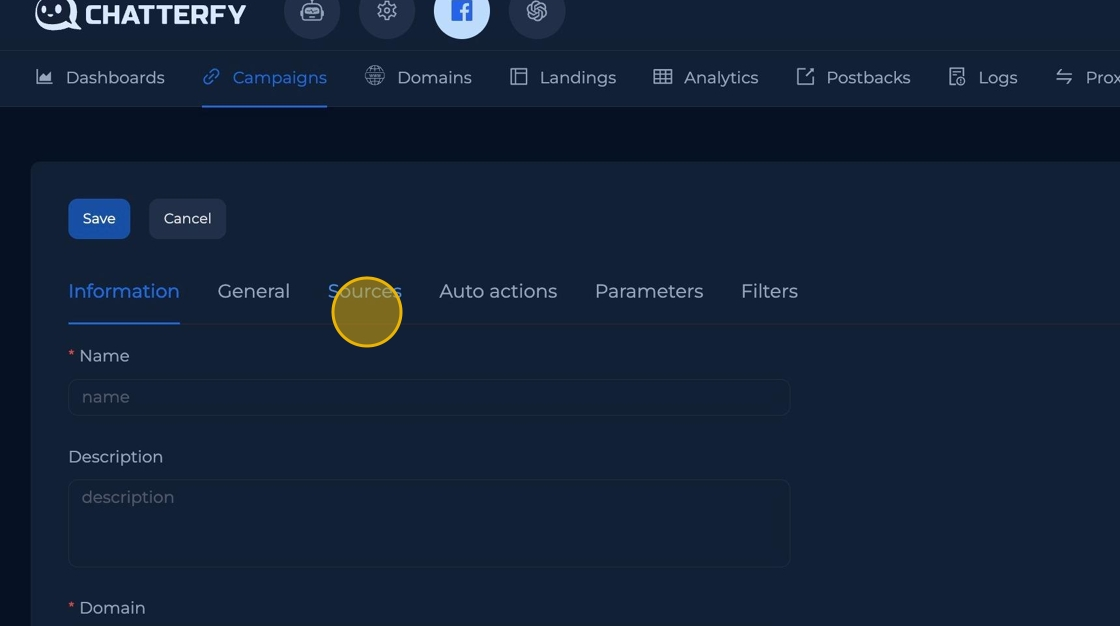 CHATTERFY
Dashboards Campaigns Domains Landings Analytics Postbacks Logs Prox
Save Cancel
Information General Sources Auto actions Parameters Filters
* Name
name
Description
description
* Domain